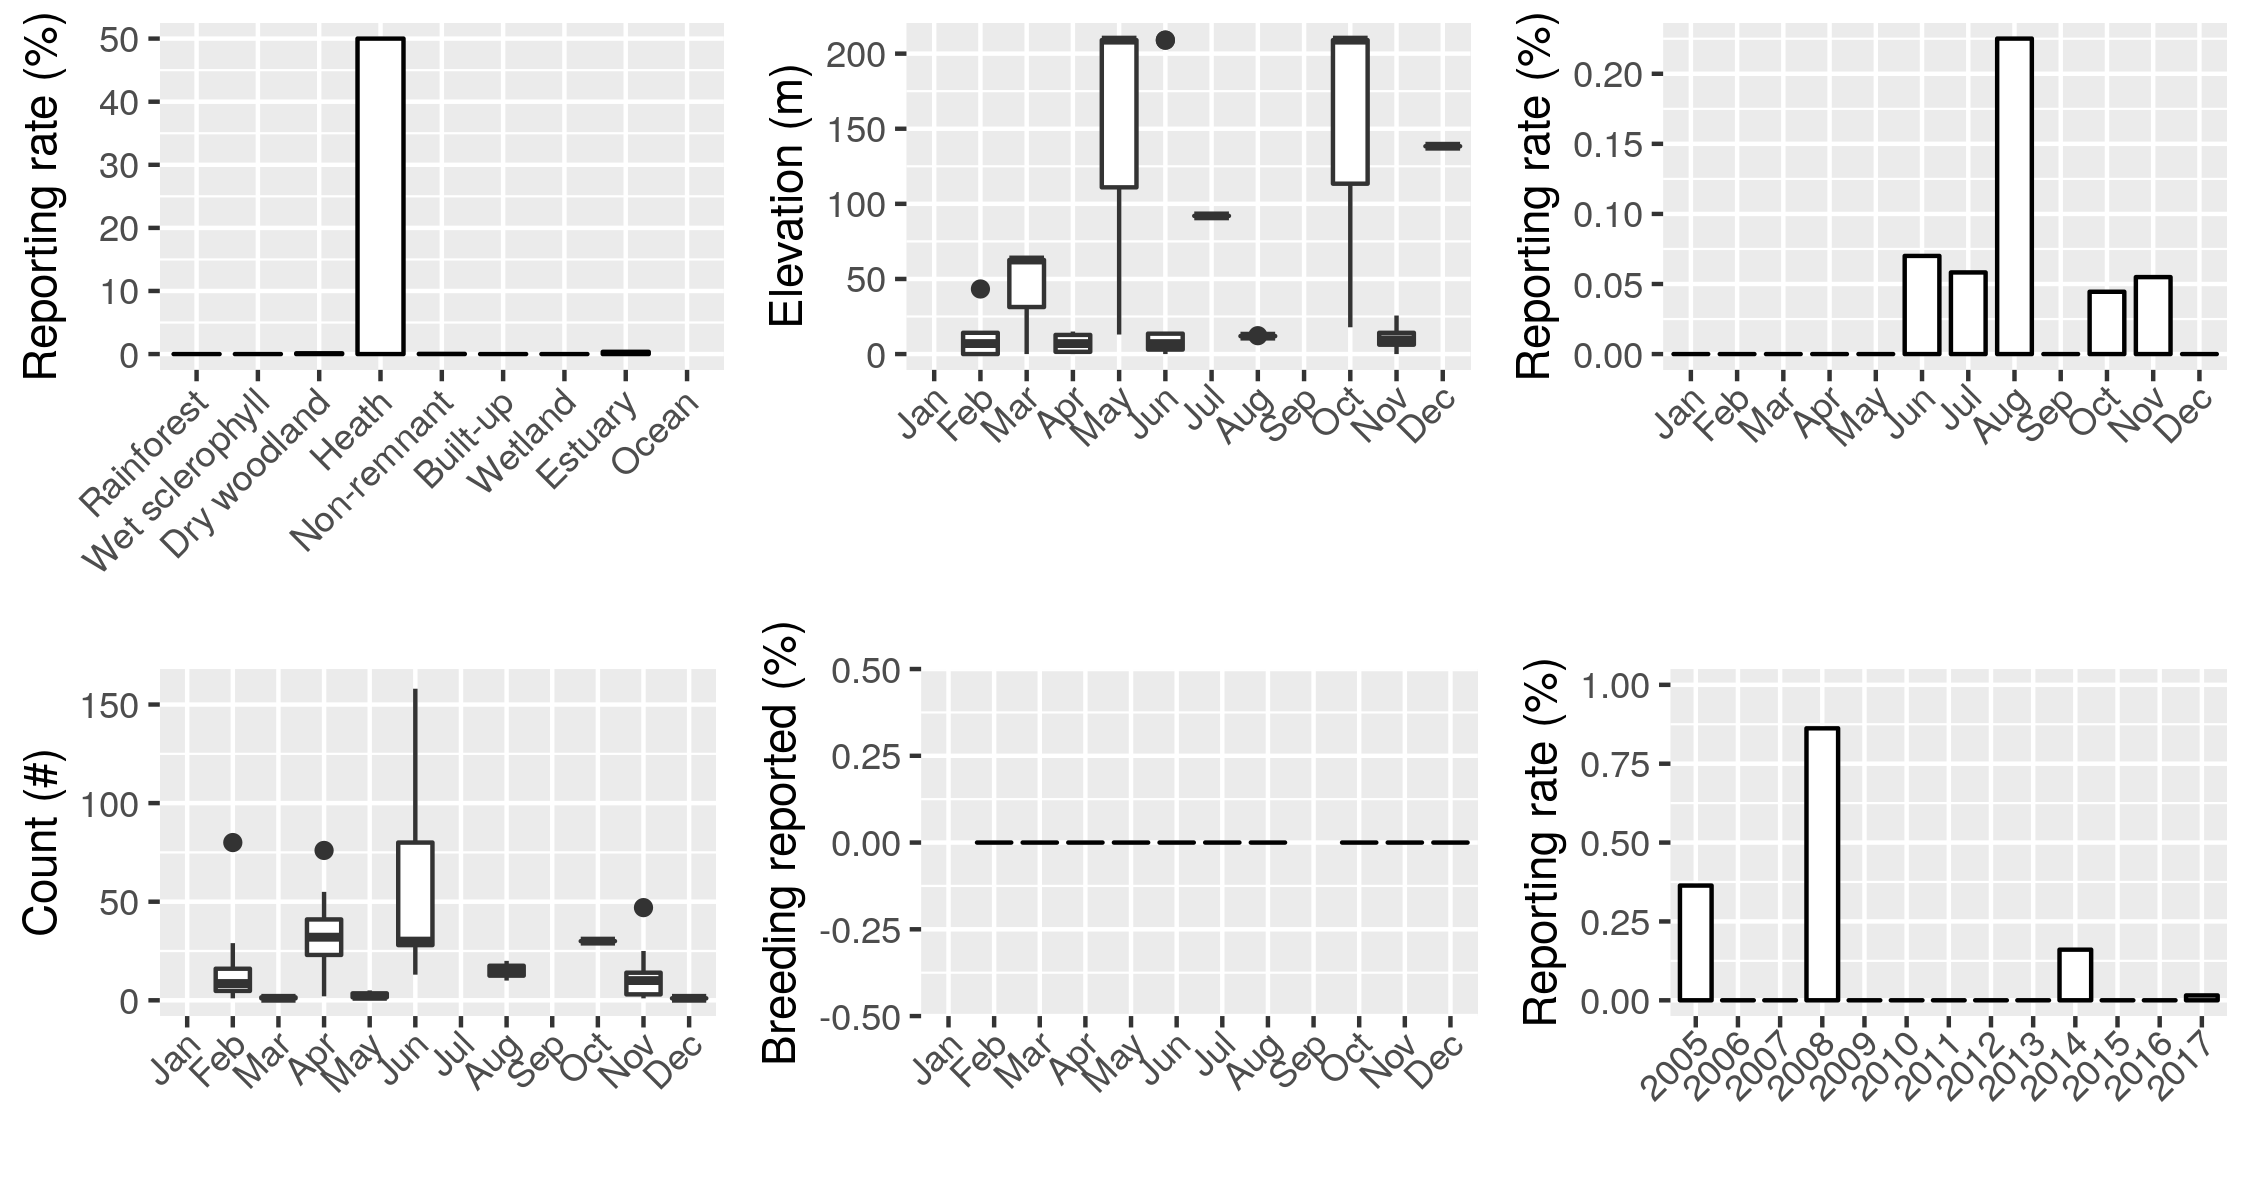 Reporting rate (%)
50
40
30
20
10
0
Rainforest
Wet sclerophyll
Dry woodland
Heath
Non-remnant
Built-up
Wetland
Estuary
Ocean
Elevation (m)
200
150
100
50
0
Jan
Feb
Mar
Apr
May
Jun
Jul
Aug
Sep
Oct
Nov
Dec
Reporting rate (%)
0.20
0.15
0.10
0.05
0.00
Jan
Feb
Mar
Apr
May
Jun
Jul
Aug
Sep
Oct
Nov
Dec
Count (#)
150
100
50
0
Jan
Feb
Mar
Apr
May
Jun
Jul
Aug
Sep
Oct
Nov
Dec
Breeding reported (%)
0.50
0.25
0.00
-0.25
-0.50
Jan
Feb
Mar
Apr
May
Jun
Jul
Aug
Sep
Oct
Nov
Dec
Reporting rate (%)
1.00
0.75
0.50
0.25
0.00
2005
2006
2007
2008
2009
2010
2011
2012
2013
2014
2015
2016
2017